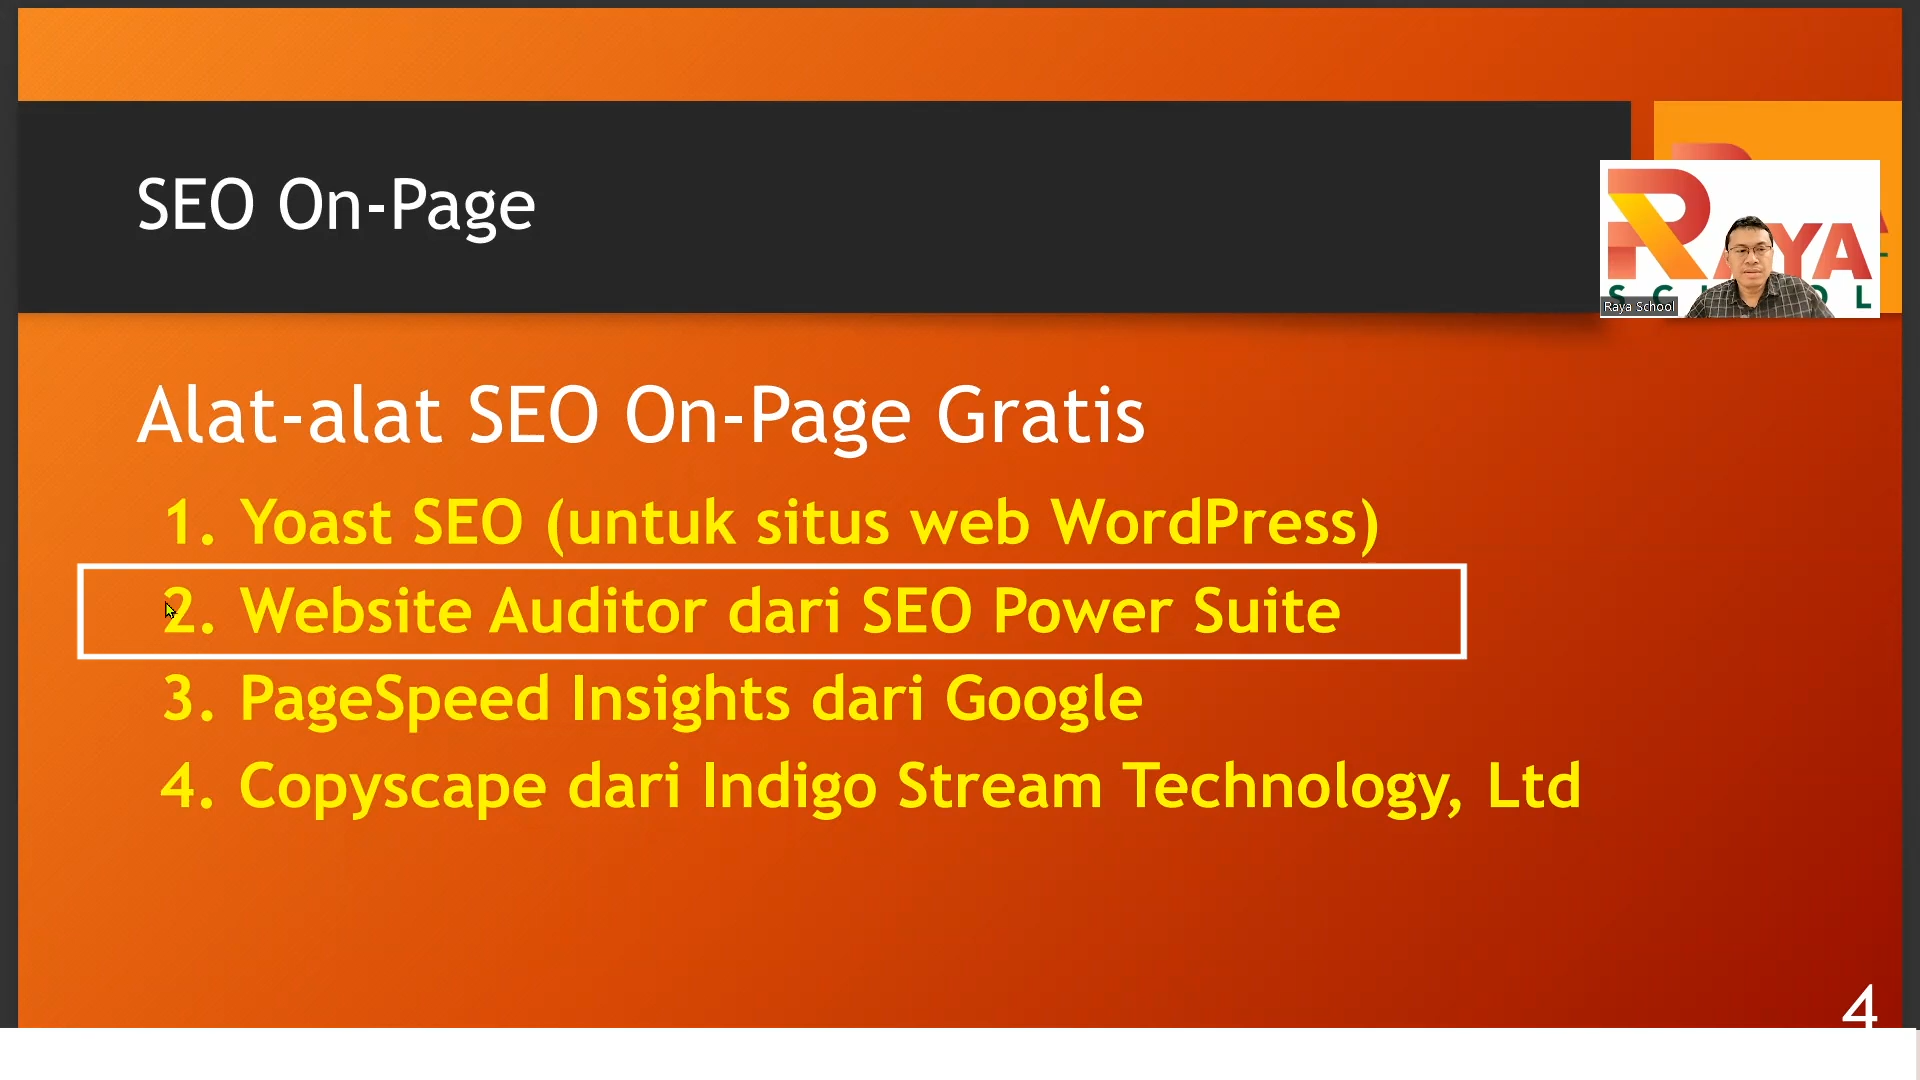 SEO On-Page
RAYA
Raya School
Alat-alat SEO On-Page Gratis
1. Yoast SEO (untuk situs web WordPress)
2. Website Auditor dari SEO Power Suite
3. PageSpeed Insights dari Google
4. Copyscape dari Indigo Stream Technology, Ltd
4